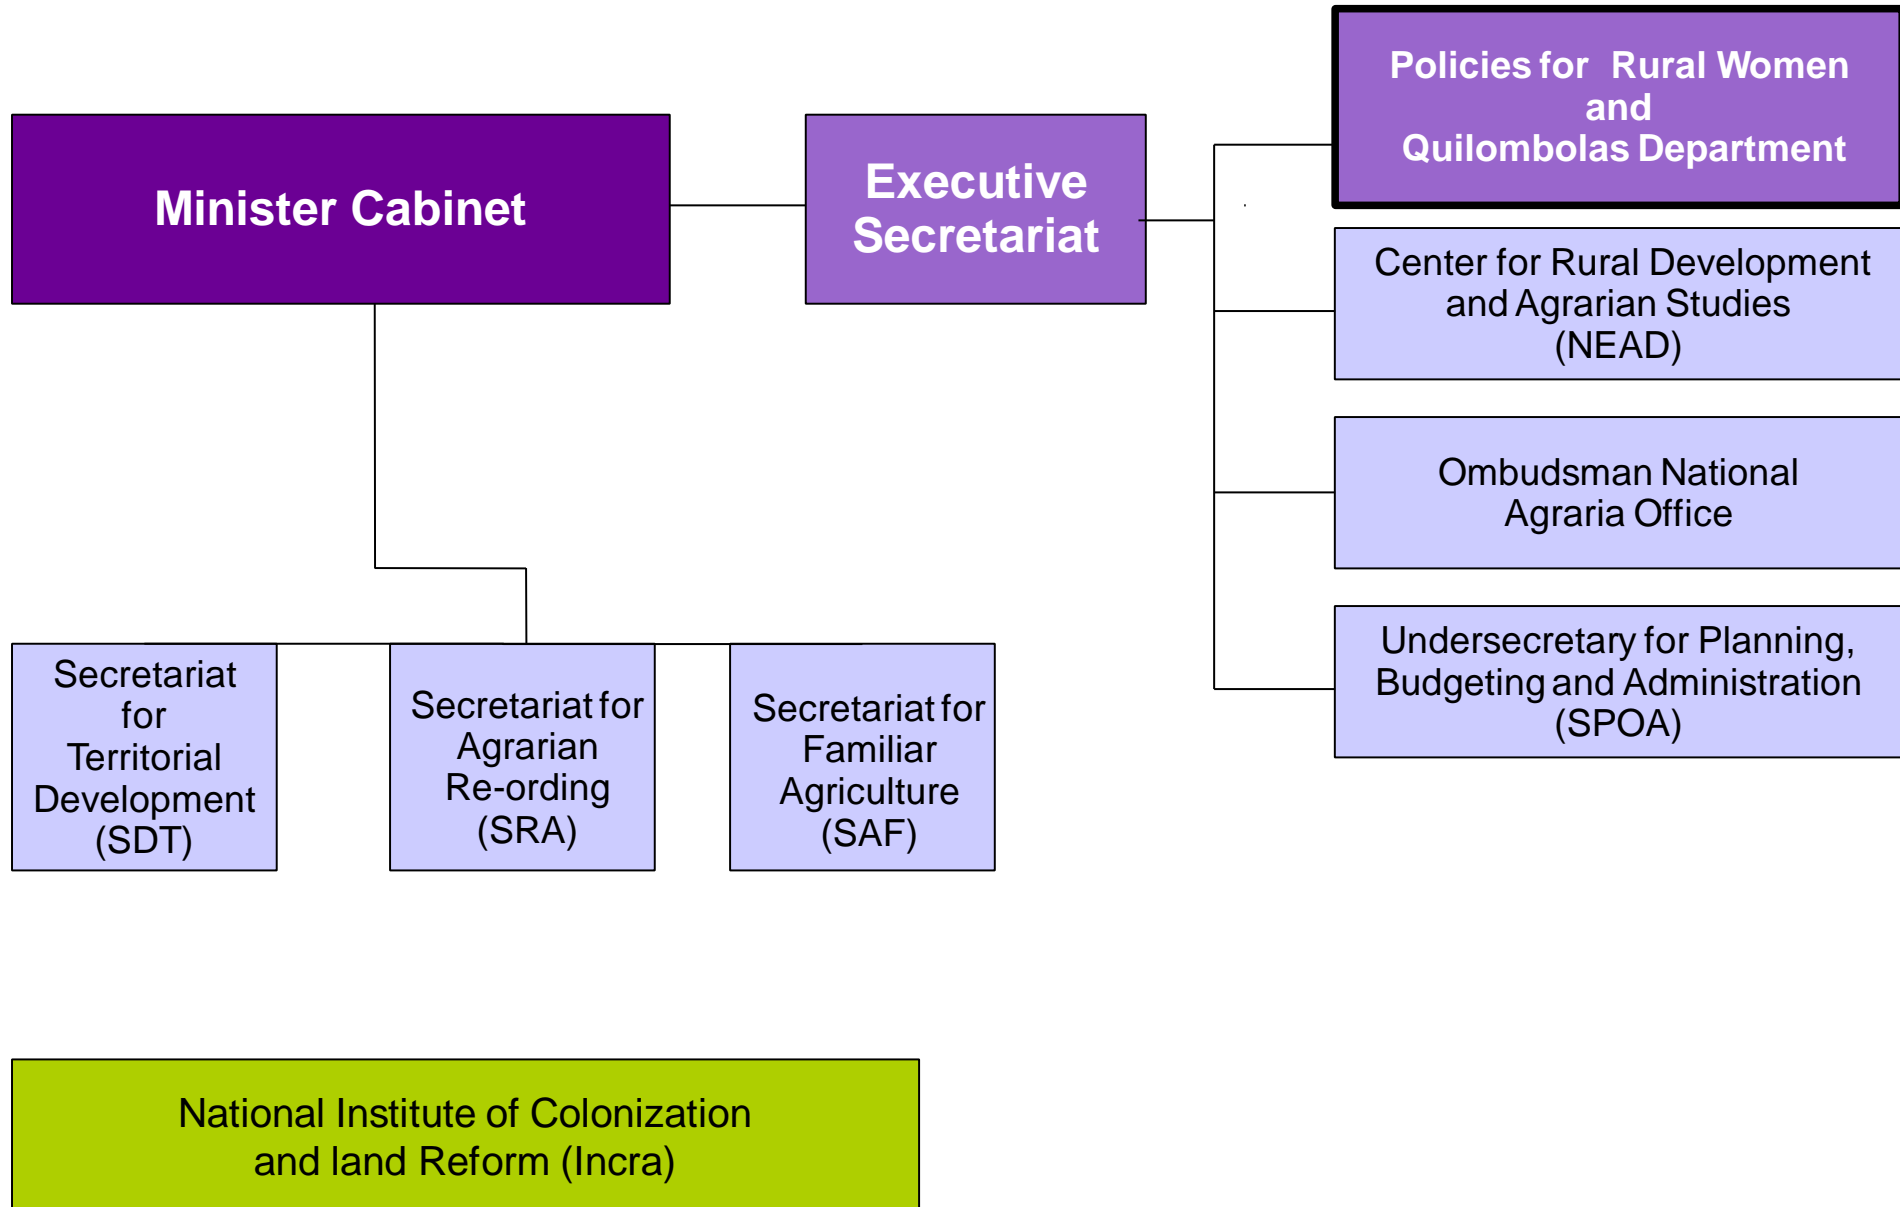 Minister Cabinet
Executive
Secretariat
Policies for Rural Women
and
Quilombolas Department
Center for Rural Development
and Agrarian Studies
(NEAD)
Ombudsman National
Agraria Office
Undersecretary for Planning,
Budgeting and Administration
(SPOA)
Secretariat
for
Territorial
Development
(SDT)
Secretariat for
Agrarian
Re-ording
(SRA)
Secretariat for
Familiar
Agriculture
(SAF)
National Institute of Colonization
and land Reform (Incra)